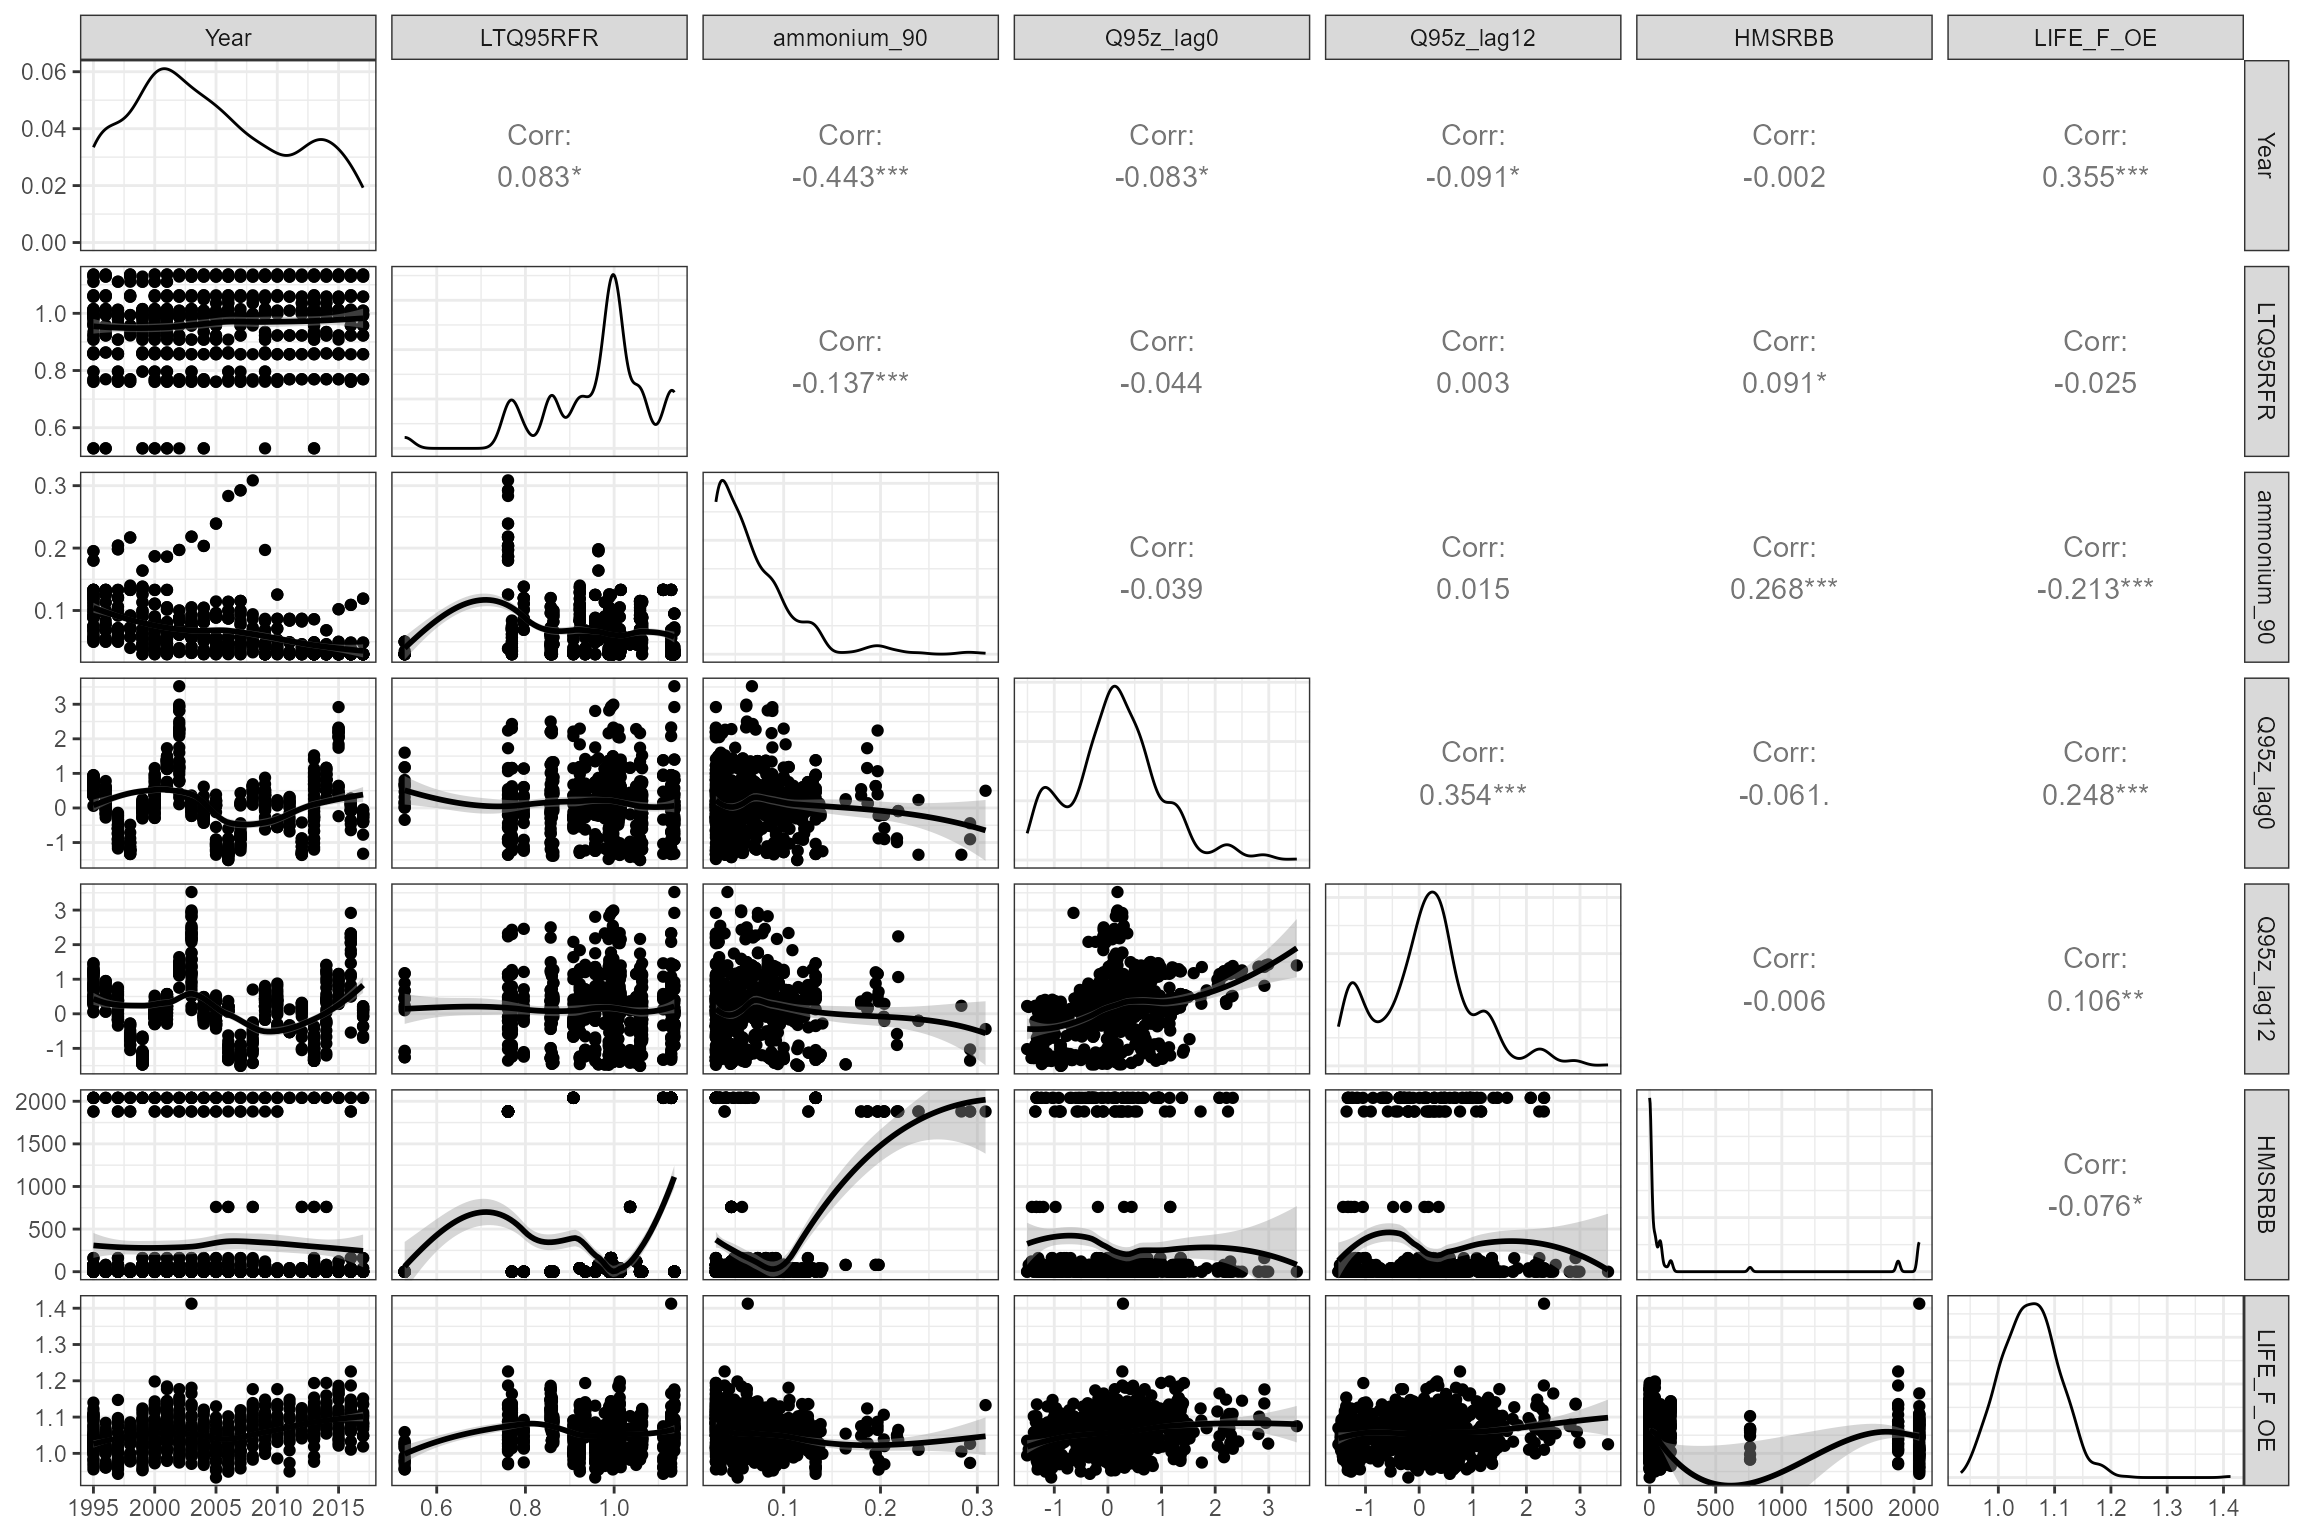 Year LTQ95RFR ammonium_90 Q95z_lag0 Q95z_lag12 HMSRBB LIFE_F_OE
0.06
0.04
0.02
0.00
Corr: Corr: Corr: Corr: Corr: Corr:
0.083* -0.443*** -0.083* -0.091* -0.002 0.355***
Year
1.0
0.8
0.6
Corr: Corr: Corr: Corr: Corr:
-0.137*** -0.044 0.003 0.091* -0.025
LTQ95RFR
0.3
0.2
0.1
Corr: Corr: Corr: Corr:
-0.039 0.015 0.268*** -0.213***
ammonium_90
3
2
1
0
-1
Corr: Corr: Corr:
0.354*** -0.061. 0.248***
Q95z_lag0
3
2
1
0
-1
Corr: Corr:
-0.006 0.106**
Q95z_lag12
2000
1500
1000
500
0
Corr:
-0.076*
HMSRBB
1.4
1.3
1.2
1.1
1.0
LIFE_F_OE
1995 2000 2005 2010 2015 0.6 0.8 1.0 0.1 0.2 0.3 -1 0 1 2 3 -1 0 1 2 3 0 500 1000 1500 2000 1.0 1.1 1.2 1.3 1.4